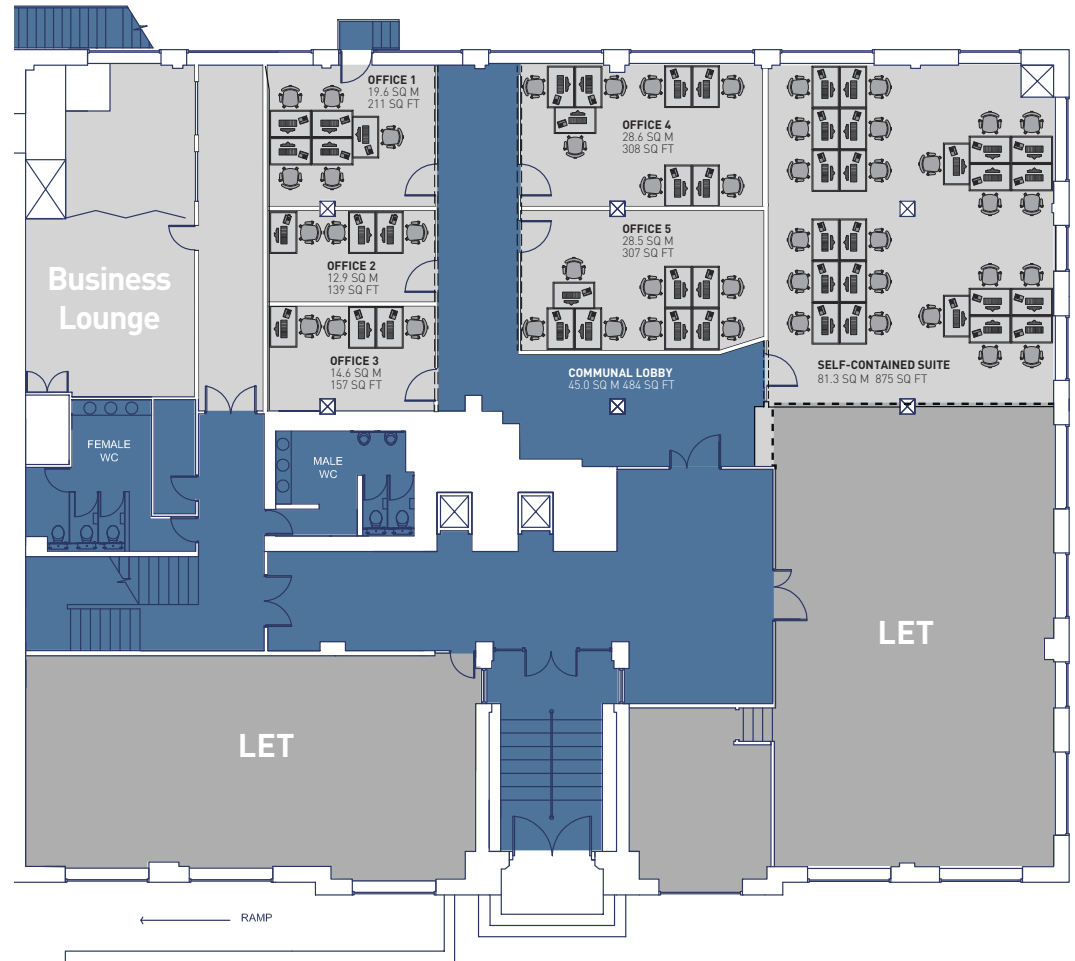 OFFICE 1
19.6 SQ M
211 SQ FT
OFFICE 4
28.6 SQ M
308 SQ FT
OFFICE 5
28.5 SQ M
307 SQ FT
OFFICE 2
12.9 SQ M
139 SQ FT
Business
Lounge
OFFICE 3
14.6 SQ M
157 SQ FT
COMMUNAL LOBBY
45.0 SQ M 484 SQ FT
SELF-CONTAINED SUITE
81.3 SQ M 875 SQ FT
FEMALE
WC
MALE
WC
LET
LET
RAMP